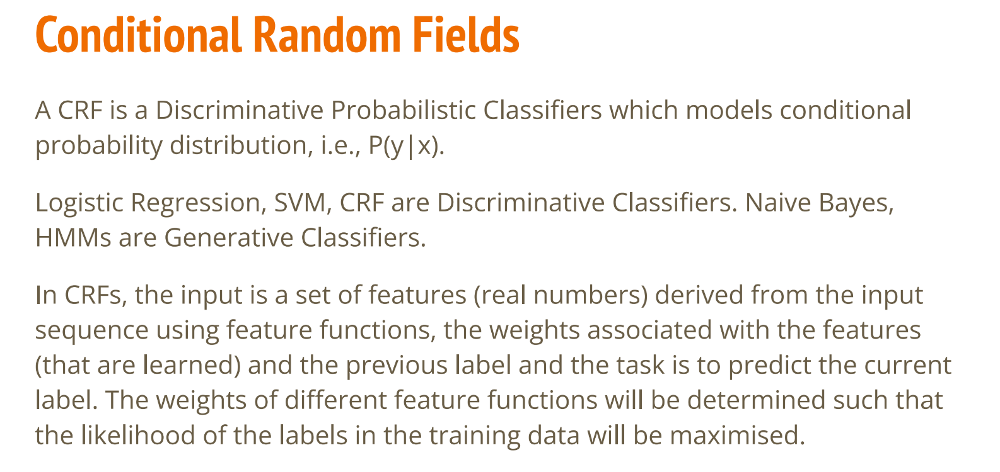 Conditional Random Fields
A CRF is a Discriminative Probabilistic Classifiers which models conditional
probability distribution, i.e., P(y|x).
Logistic Regression, SVM, CRF are Discriminative Classifiers. Naive Bayes,
HMMs are Generative Classifiers.
In CRFs, the input is a set of features (real numbers) derived from the input
sequence using feature functions, the weights associated with the features
(that are learned) and the previous label and the task is to predict the current
label. The weights of different feature functions will be determined such that
the likelihood of the labels in the training data will be maximised.